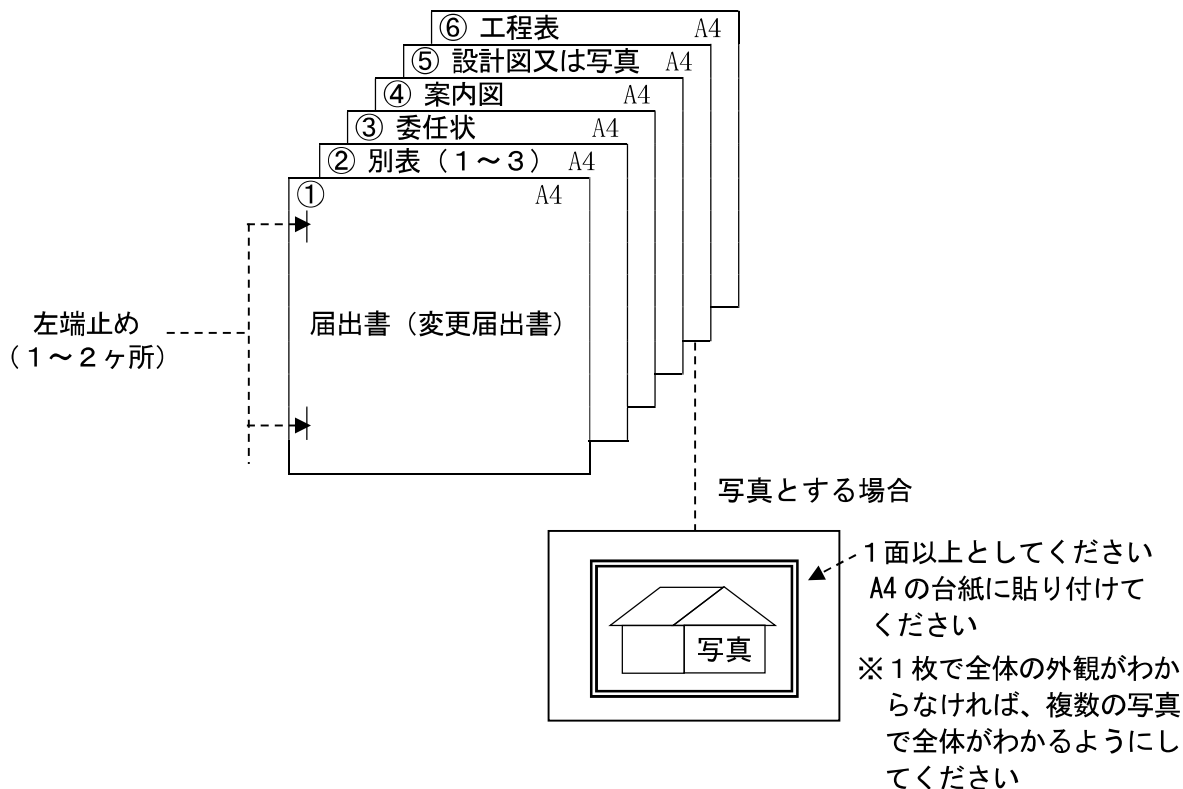 ⑥ 工程表 A4
⑤ 設計図又は写真 A4
④ 案内図 A4
③ 委任状 A4
② 別表（１～３） A4
① A4
届出書（変更届出書）
左端止め
（１～２ヶ所）
写真とする場合
写真
１面以上としてください
A4 の台紙に貼り付けて
ください
※１枚で全体の外観がわか
らなければ、複数の写真
で全体がわかるようにし
てください